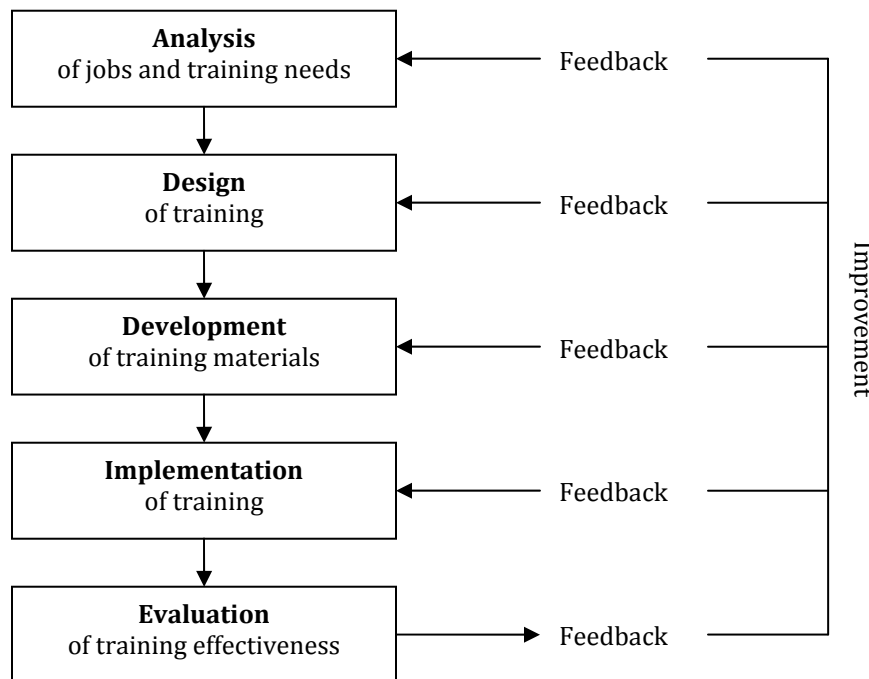 Analysis
of jobs and training needs
Feedback
Design
of training
Feedback
Development
of training materials
Feedback
Implementation
of training
Feedback
Evaluation
of training effectiveness
Feedback
Improvement